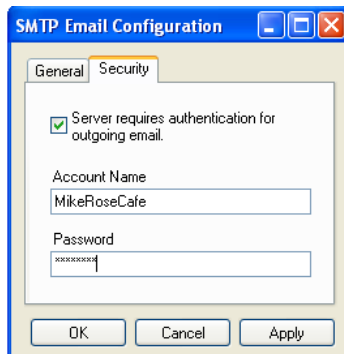 SMTP Email Configuration
General Security
Server requires authentication for
outgoing email.
Account Name
MikeRoseCafe
Password
××××××××
OK Cancel Apply